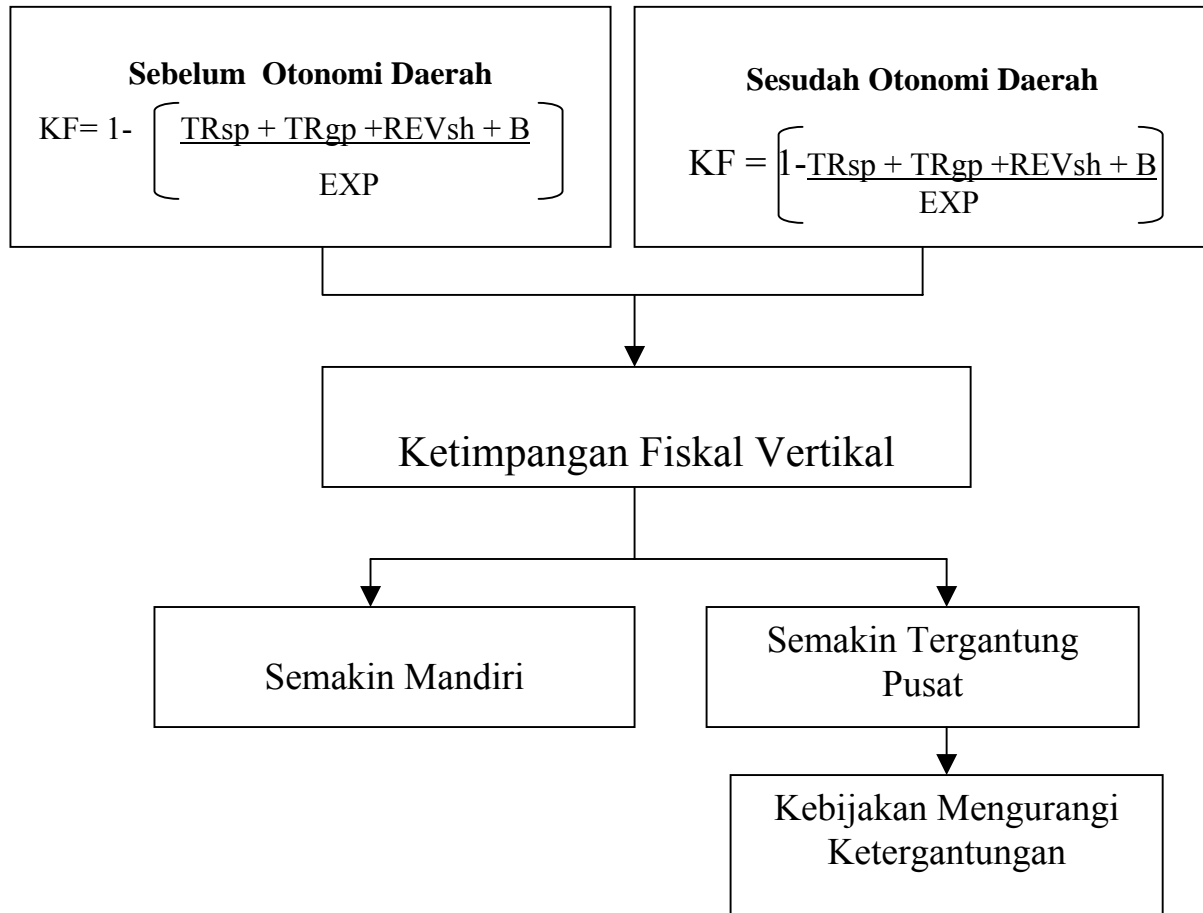 Sebelum Otonomi Daerah
KF= 1- ( TRsp + TRgp +REVsh + B )
EXP
Sesudah Otonomi Daerah
KF = (1-TRsp + TRgp +REVsh + B)
EXP
Ketimpangan Fiskal Vertikal
Semakin Mandiri
Semakin Tergantung
Pusat
Kebijakan Mengurangi
Ketergantungan